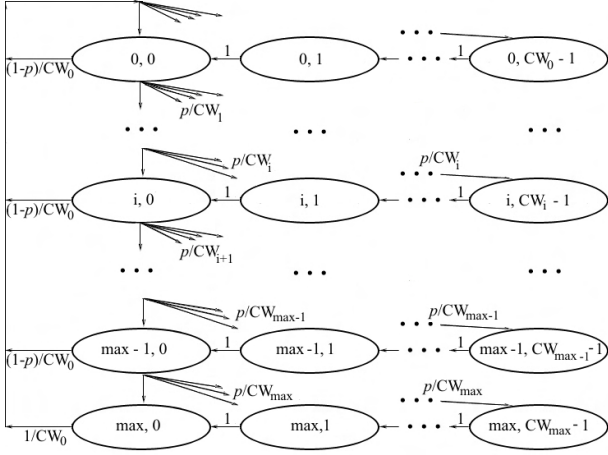 (1-p)/CW0 0, 0 1 0, 1 • • • • • • 1 0, CW0 - 1
p/CW1
• • • • • • • • •
p/CWi p/CWi
(1-p)/CW0 i, 0 1 i, 1 • • • • • • 1 i, CWi - 1
p/CWi+1
• • • • • • • • •
p/CWmax-1 p/CWmax-1
(1-p)/CW0 max - 1, 0 1 max -1, 1 • • • • • • 1 max -1, CWmax -1 -1
p/CWmax p/CWmax
1/CW0 max, 0 1 max,1 • • • • • • 1 max, CWmax - 1